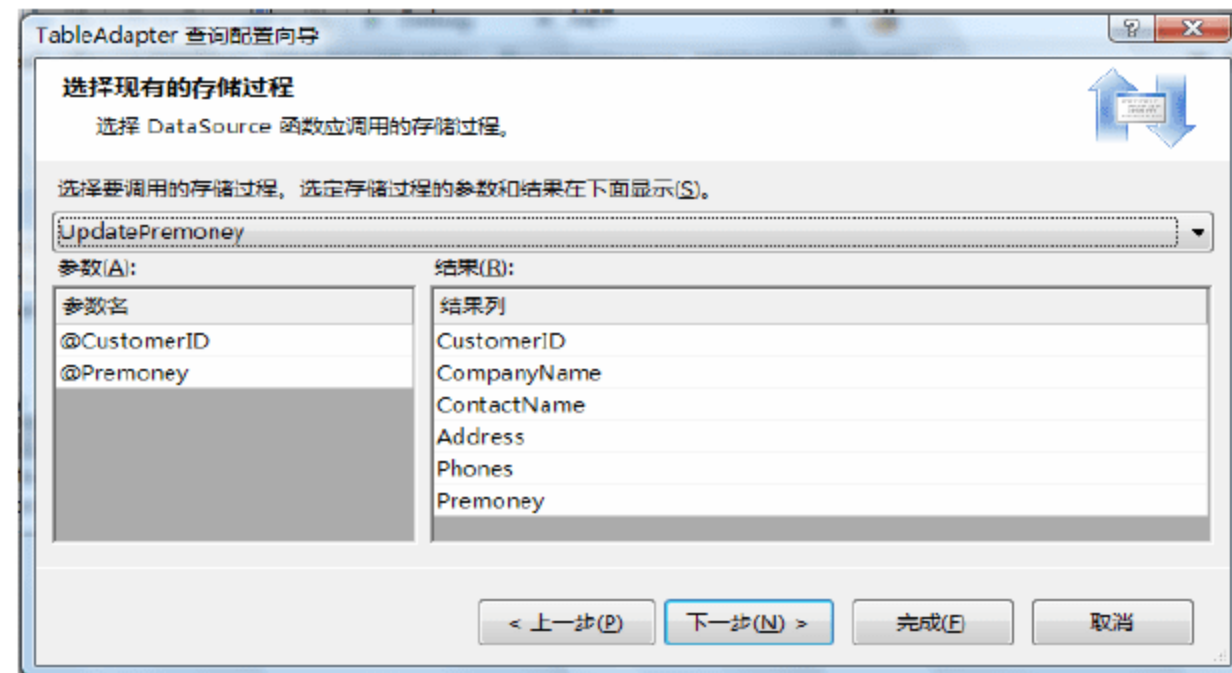 TableAdapter 查询配置向导
选择现有的存储过程
选择 DataSource 函数应调用的存储过程。
选择要调用的存储过程，选定存储过程的参数和结果在下面显示(S)。
UpdatePremoney
参数(A):
结果(R):
参数名
结果列
@CustomerID
CustomerID
@Premoney
CompanyName
ContactName
Address
Phones
Premoney
< 上一步(P)
下一步(N) >
完成(F)
取消